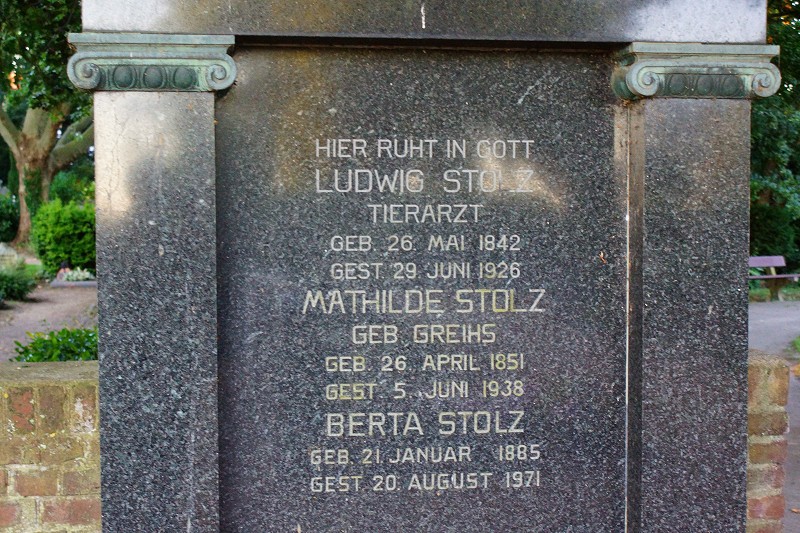 HIER RUHT IN GOTT
LUDWIG STOLZ
TIERARZT
GEB. 26. MAI 1842
GEST 29. JUNI 1926
MATHILDE STOLZ
GEB. GREIHS
GEB. 26. APRIL 1851
GEST. 5. JUNI 1938
BERTA STOLZ
GEB. 21. JANUAR 1885
GEST. 20. AUGUST 1971